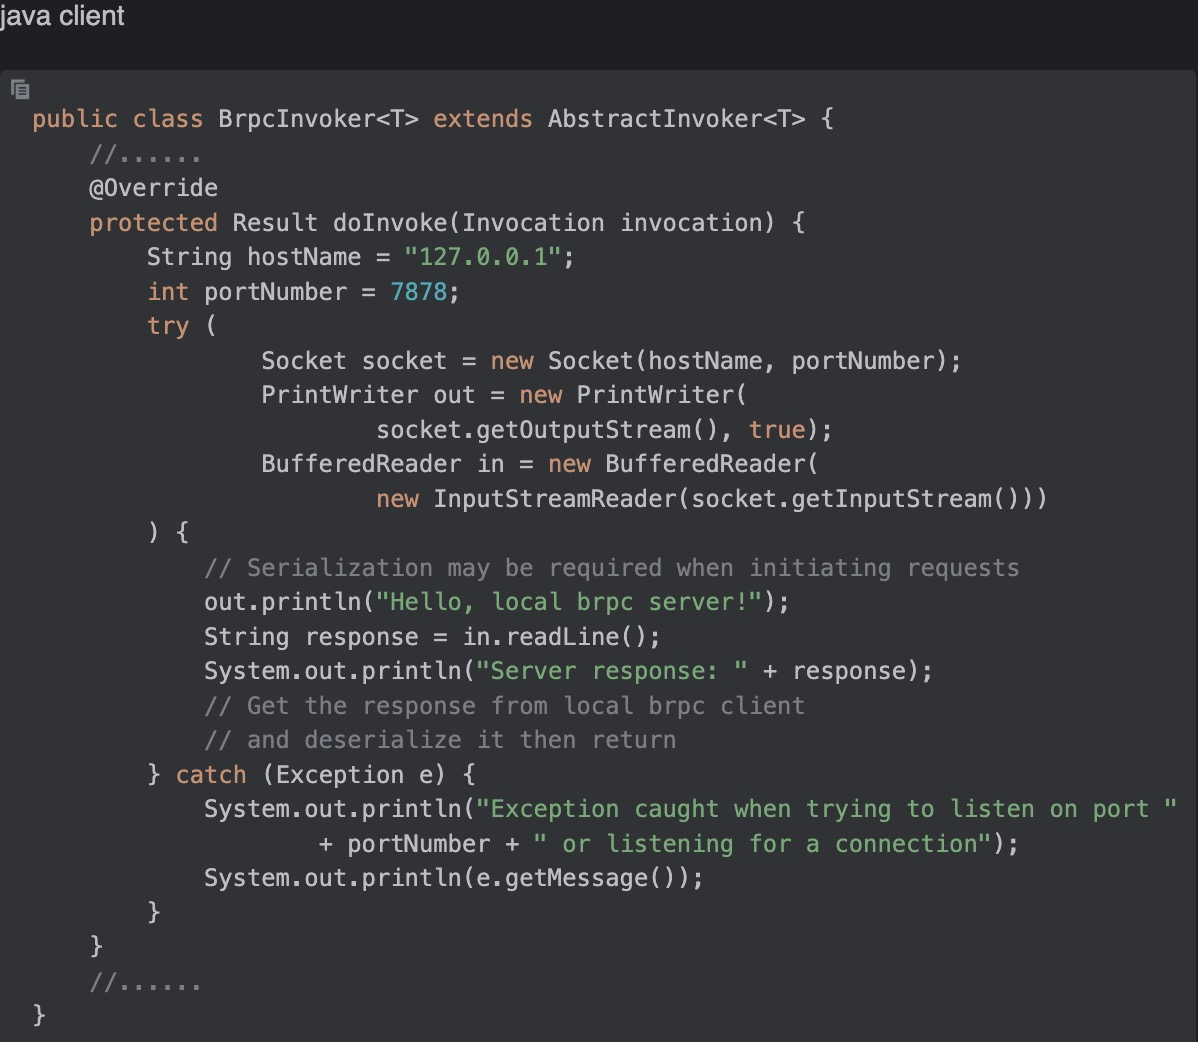 java client
public class BrpcInvoker<T> extends AbstractInvoker<T> {
    //......
    @Override
    protected Result doInvoke(Invocation invocation) {
        String hostName = "127.0.0.1";
        int portNumber = 7878;
        try (
                Socket socket = new Socket(hostName, portNumber);
                PrintWriter out = new PrintWriter(
                        socket.getOutputStream(), true);
                BufferedReader in = new BufferedReader(
                        new InputStreamReader(socket.getInputStream()))
        ) {
            // Serialization may be required when initiating requests
            out.println("Hello, local brpc server!");
            String response = in.readLine();
            System.out.println("Server response: " + response);
            // Get the response from local brpc client
            // and deserialize it then return
        } catch (Exception e) {
            System.out.println("Exception caught when trying to listen on port "
                    + portNumber + " or listening for a connection");
            System.out.println(e.getMessage());
        }
    }
    //......
}